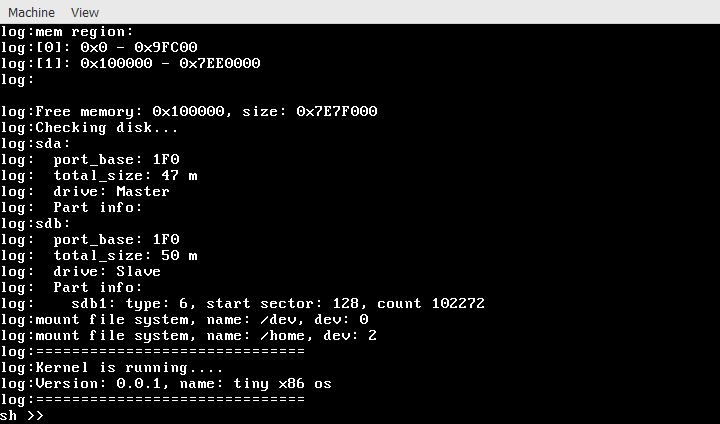 Machine View
log:mem region:
log:[0]: 0x0 - 0x9FC00
log:[1]: 0x100000 - 0x7EE0000
log:
log:Free memory: 0x100000, size: 0x7E7F000
log:Checking disk...
log:sda:
log:  port_base: 1F0
log:  total_size: 47 m
log:  drive: Master
log:  Part info:
log:sdb:
log:  port_base: 1F0
log:  total_size: 50 m
log:  drive: Slave
log:  Part info:
log:    sdb1: type: 6, start sector: 128, count 102272
log:mount file system, name: /dev, dev: 0
log:mount file system, name: /home, dev: 2
log:==============================
log:Kernel is running....
log:Version: 0.0.1, name: tiny x86 os
log:==============================
sh >>